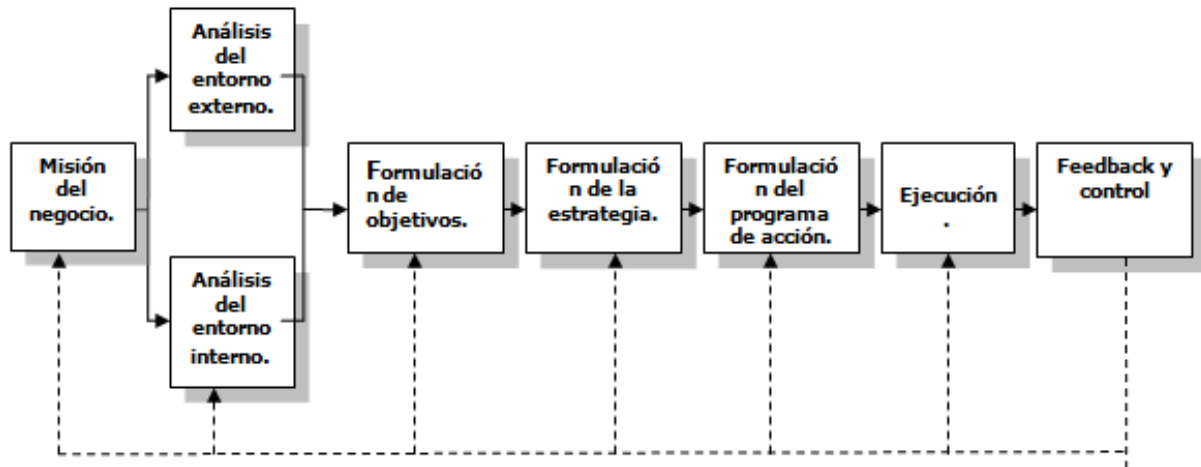 Análisis
del
entorno
externo.
Misión
del
negocio.
Análisis
del
entorno
interno.
Formulació
n de
objetivos.
Formulació
n de la
estrategia.
Formulació
n del
programa
de acción.
Ejecución
.
Feedback y
control